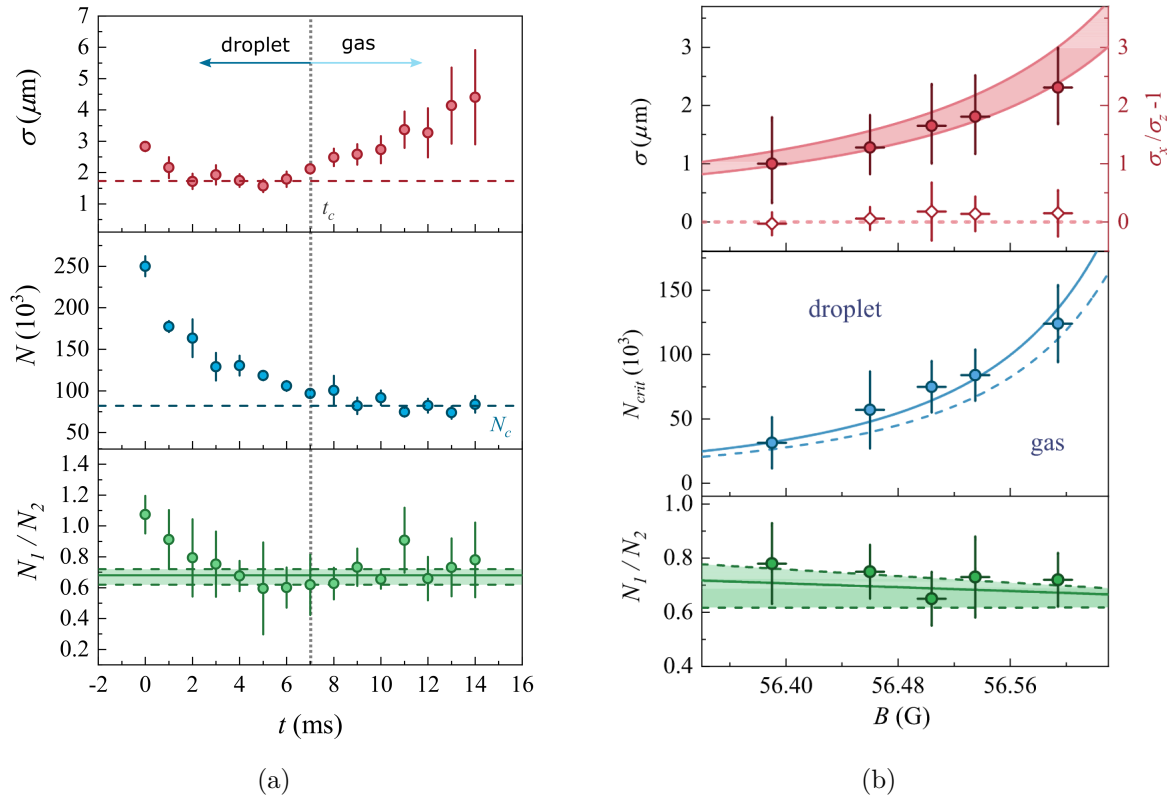 7
6
5
4
3
2
1
σ (μm)
droplet
gas
t_c
250
200
150
100
50
N (10³)
N_c
1.4
1.2
1.0
0.8
0.6
0.4
0.2
N_1 / N_2
-2 0 2 4 6 8 10 12 14 16
t (ms)
(a)
3
2
1
0
σ (μm)
3
2
1
0
σ_x / σ_z -1
150
100
50
0
N_crit (10³)
droplet
gas
1.0
0.8
0.6
0.4
N_1 / N_2
56.40 56.48 56.56
B (G)
(b)